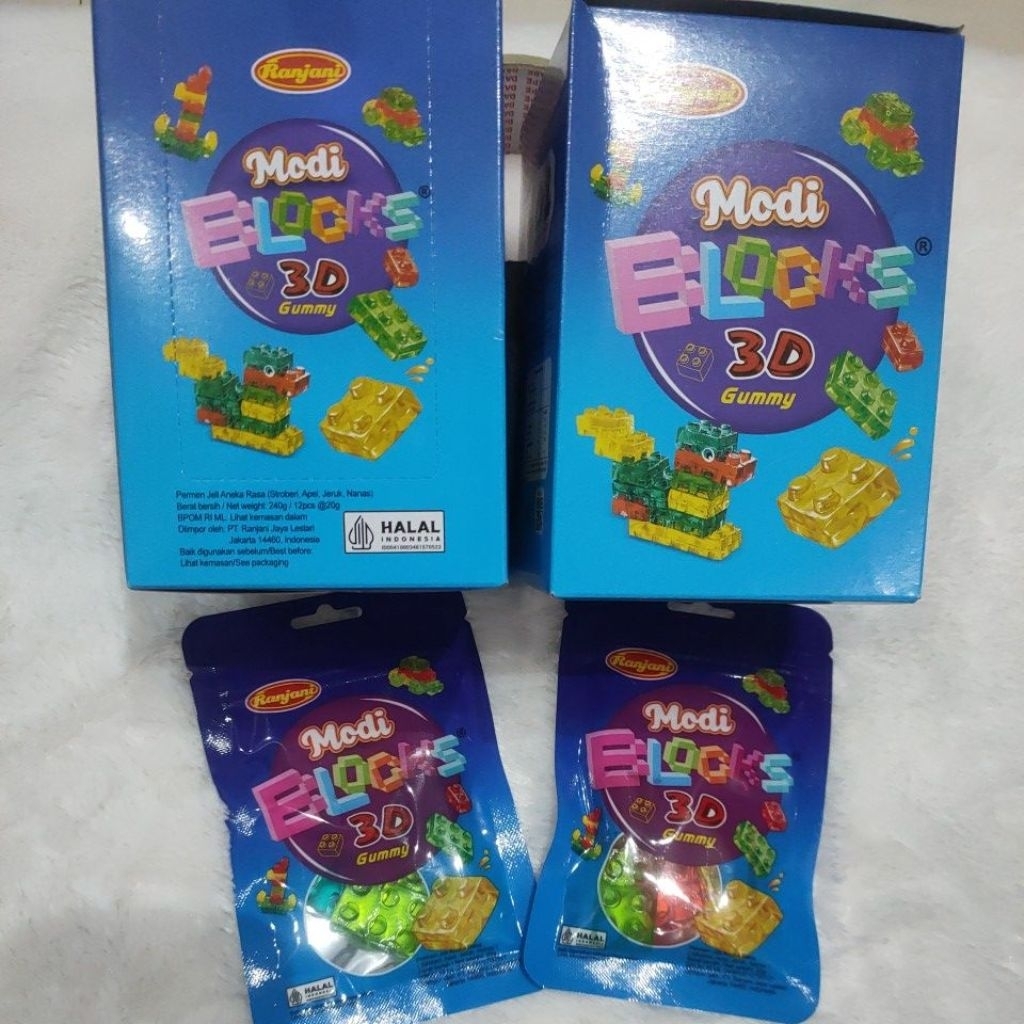 Ranjani
Modi
BLOCKS®
3D
Gummy
Permen Jeli Aneka Rasa (Stroberi, Apel, Jeruk, Nanas)
Berat bersih / Net weight: 240g / 12pcs @20g
BPOM RI ML: Lihat kemasan dalam
Diimpor oleh: PT. Ranjani Jaya Lestari
Jakarta 14460, Indonesia
Baik digunakan sebelum/Best before:
Lihat kemasan/See packaging
HALAL
INDONESIA
Modi
BLOCKS®
3D
Gummy
Ranjani
Modi
BLOCKS®
3D
Gummy
HALAL
Ranjani
Modi
BLOCKS
3D
Gummy
HALAL